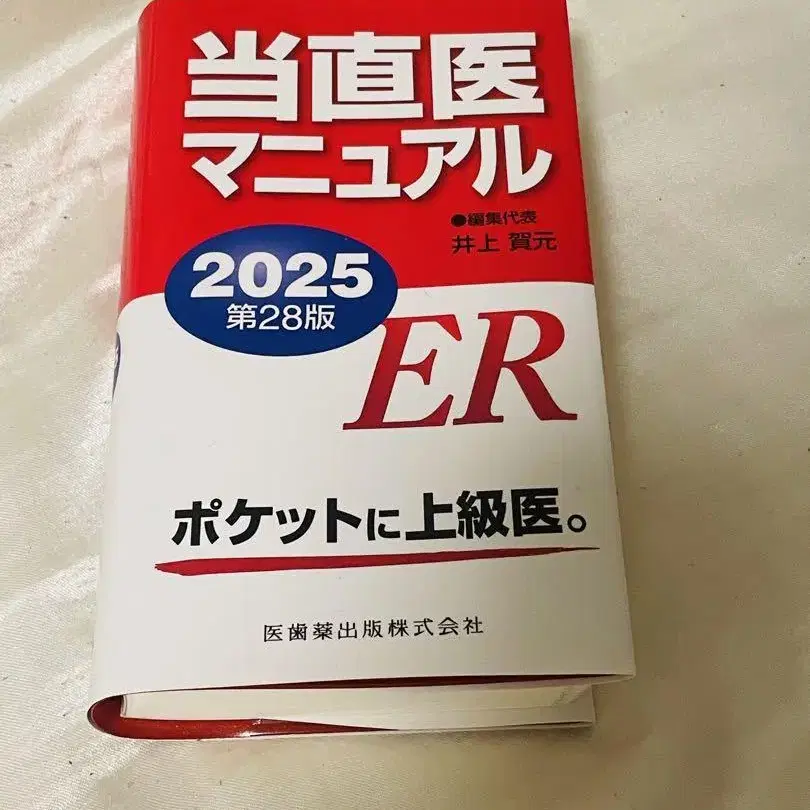 当直医
マニュアル
●編集代表
井上 賀元
2025
第28版
ER
ポケットに上級医。
医歯薬出版株式会社